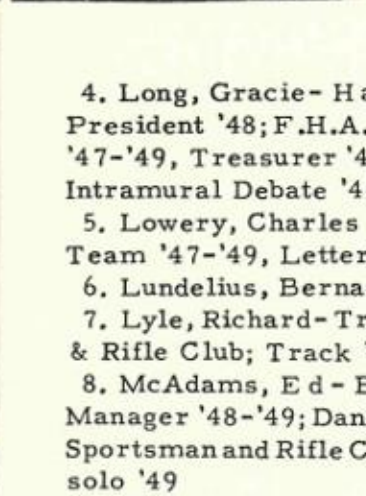 4. Long, Gracie- Ha
President '48; F.H.A.
'47-'49, Treasurer '4
Intramural Debate '4
5. Lowery, Charles
Team '47-'49, Letter
6. Lundelius, Berna
7. Lyle, Richard- Tr
& Rifle Club; Track '
8. McAdams, Ed- B
Manager '48-'49; Dan
Sportsman and Rifle C
solo '49